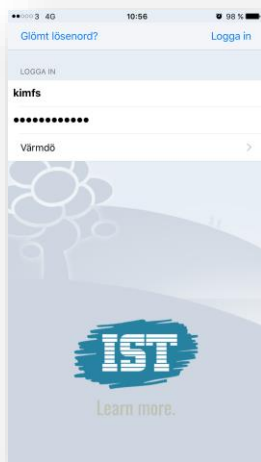 3 4G 10:56 98 %
Glömt lösenord? Logga in
LOGGA IN
kimfs
••••••••••••
Värmdö
IST
Learn more.